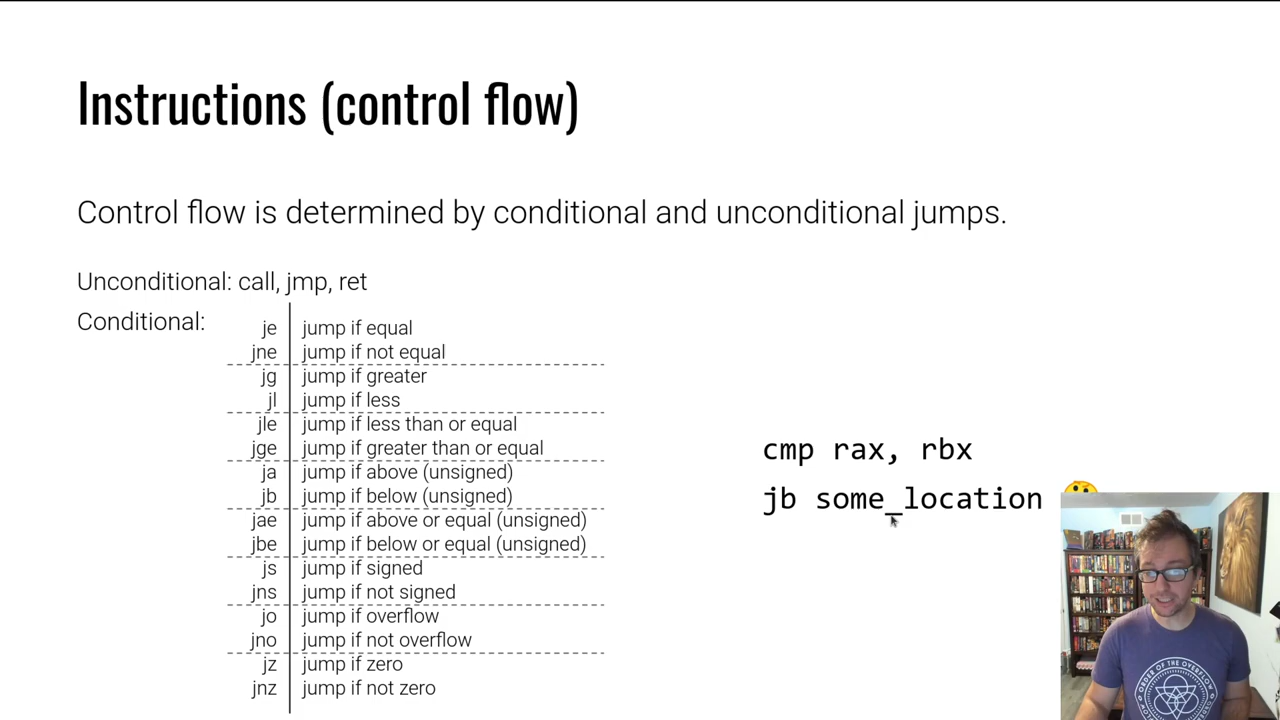 Instructions (control flow)
Control flow is determined by conditional and unconditional jumps.
Unconditional: call, jmp, ret
Conditional:
je jump if equal
jne jump if not equal
jg jump if greater
jl jump if less
jle jump if less than or equal
jge jump if greater than or equal
ja jump if above (unsigned)
jb jump if below (unsigned)
jae jump if above or equal (unsigned)
jbe jump if below or equal (unsigned)
js jump if signed
jns jump if not signed
jo jump if overflow
jno jump if not overflow
jz jump if zero
jnz jump if not zero
cmp rax, rbx
jb some_location 🤔
ORDER OF THE OVERFLOW